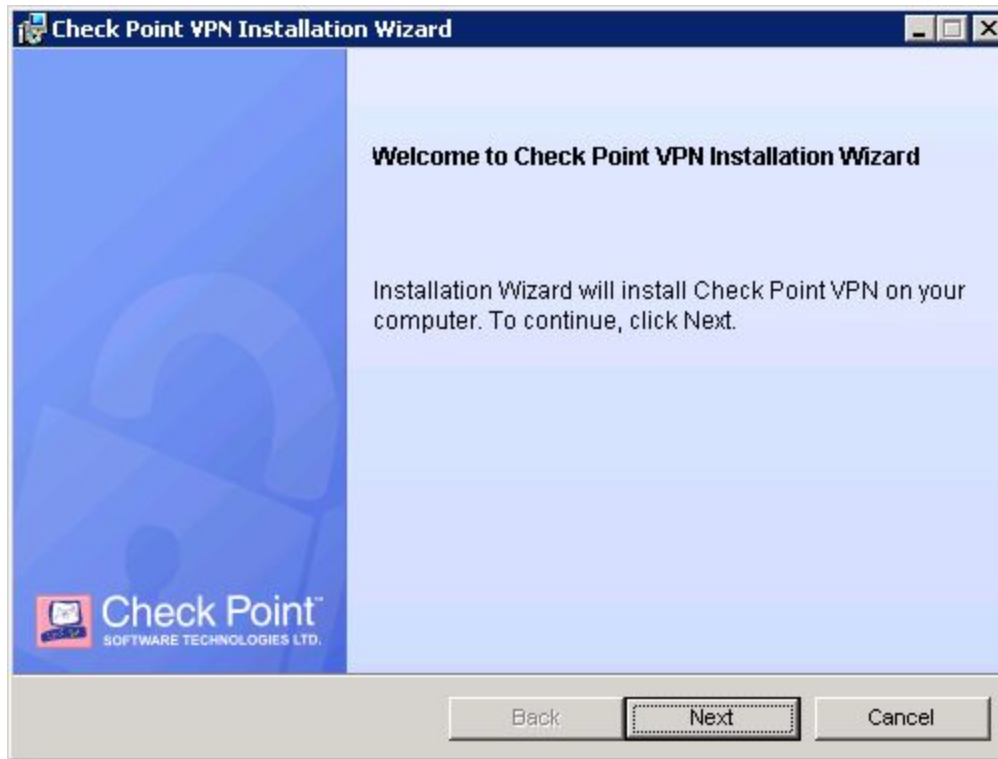 Check Point VPN Installation Wizard
Welcome to Check Point VPN Installation Wizard
Installation Wizard will install Check Point VPN on your
computer. To continue, click Next.
Check Point™
SOFTWARE TECHNOLOGIES LTD.
Back Next Cancel